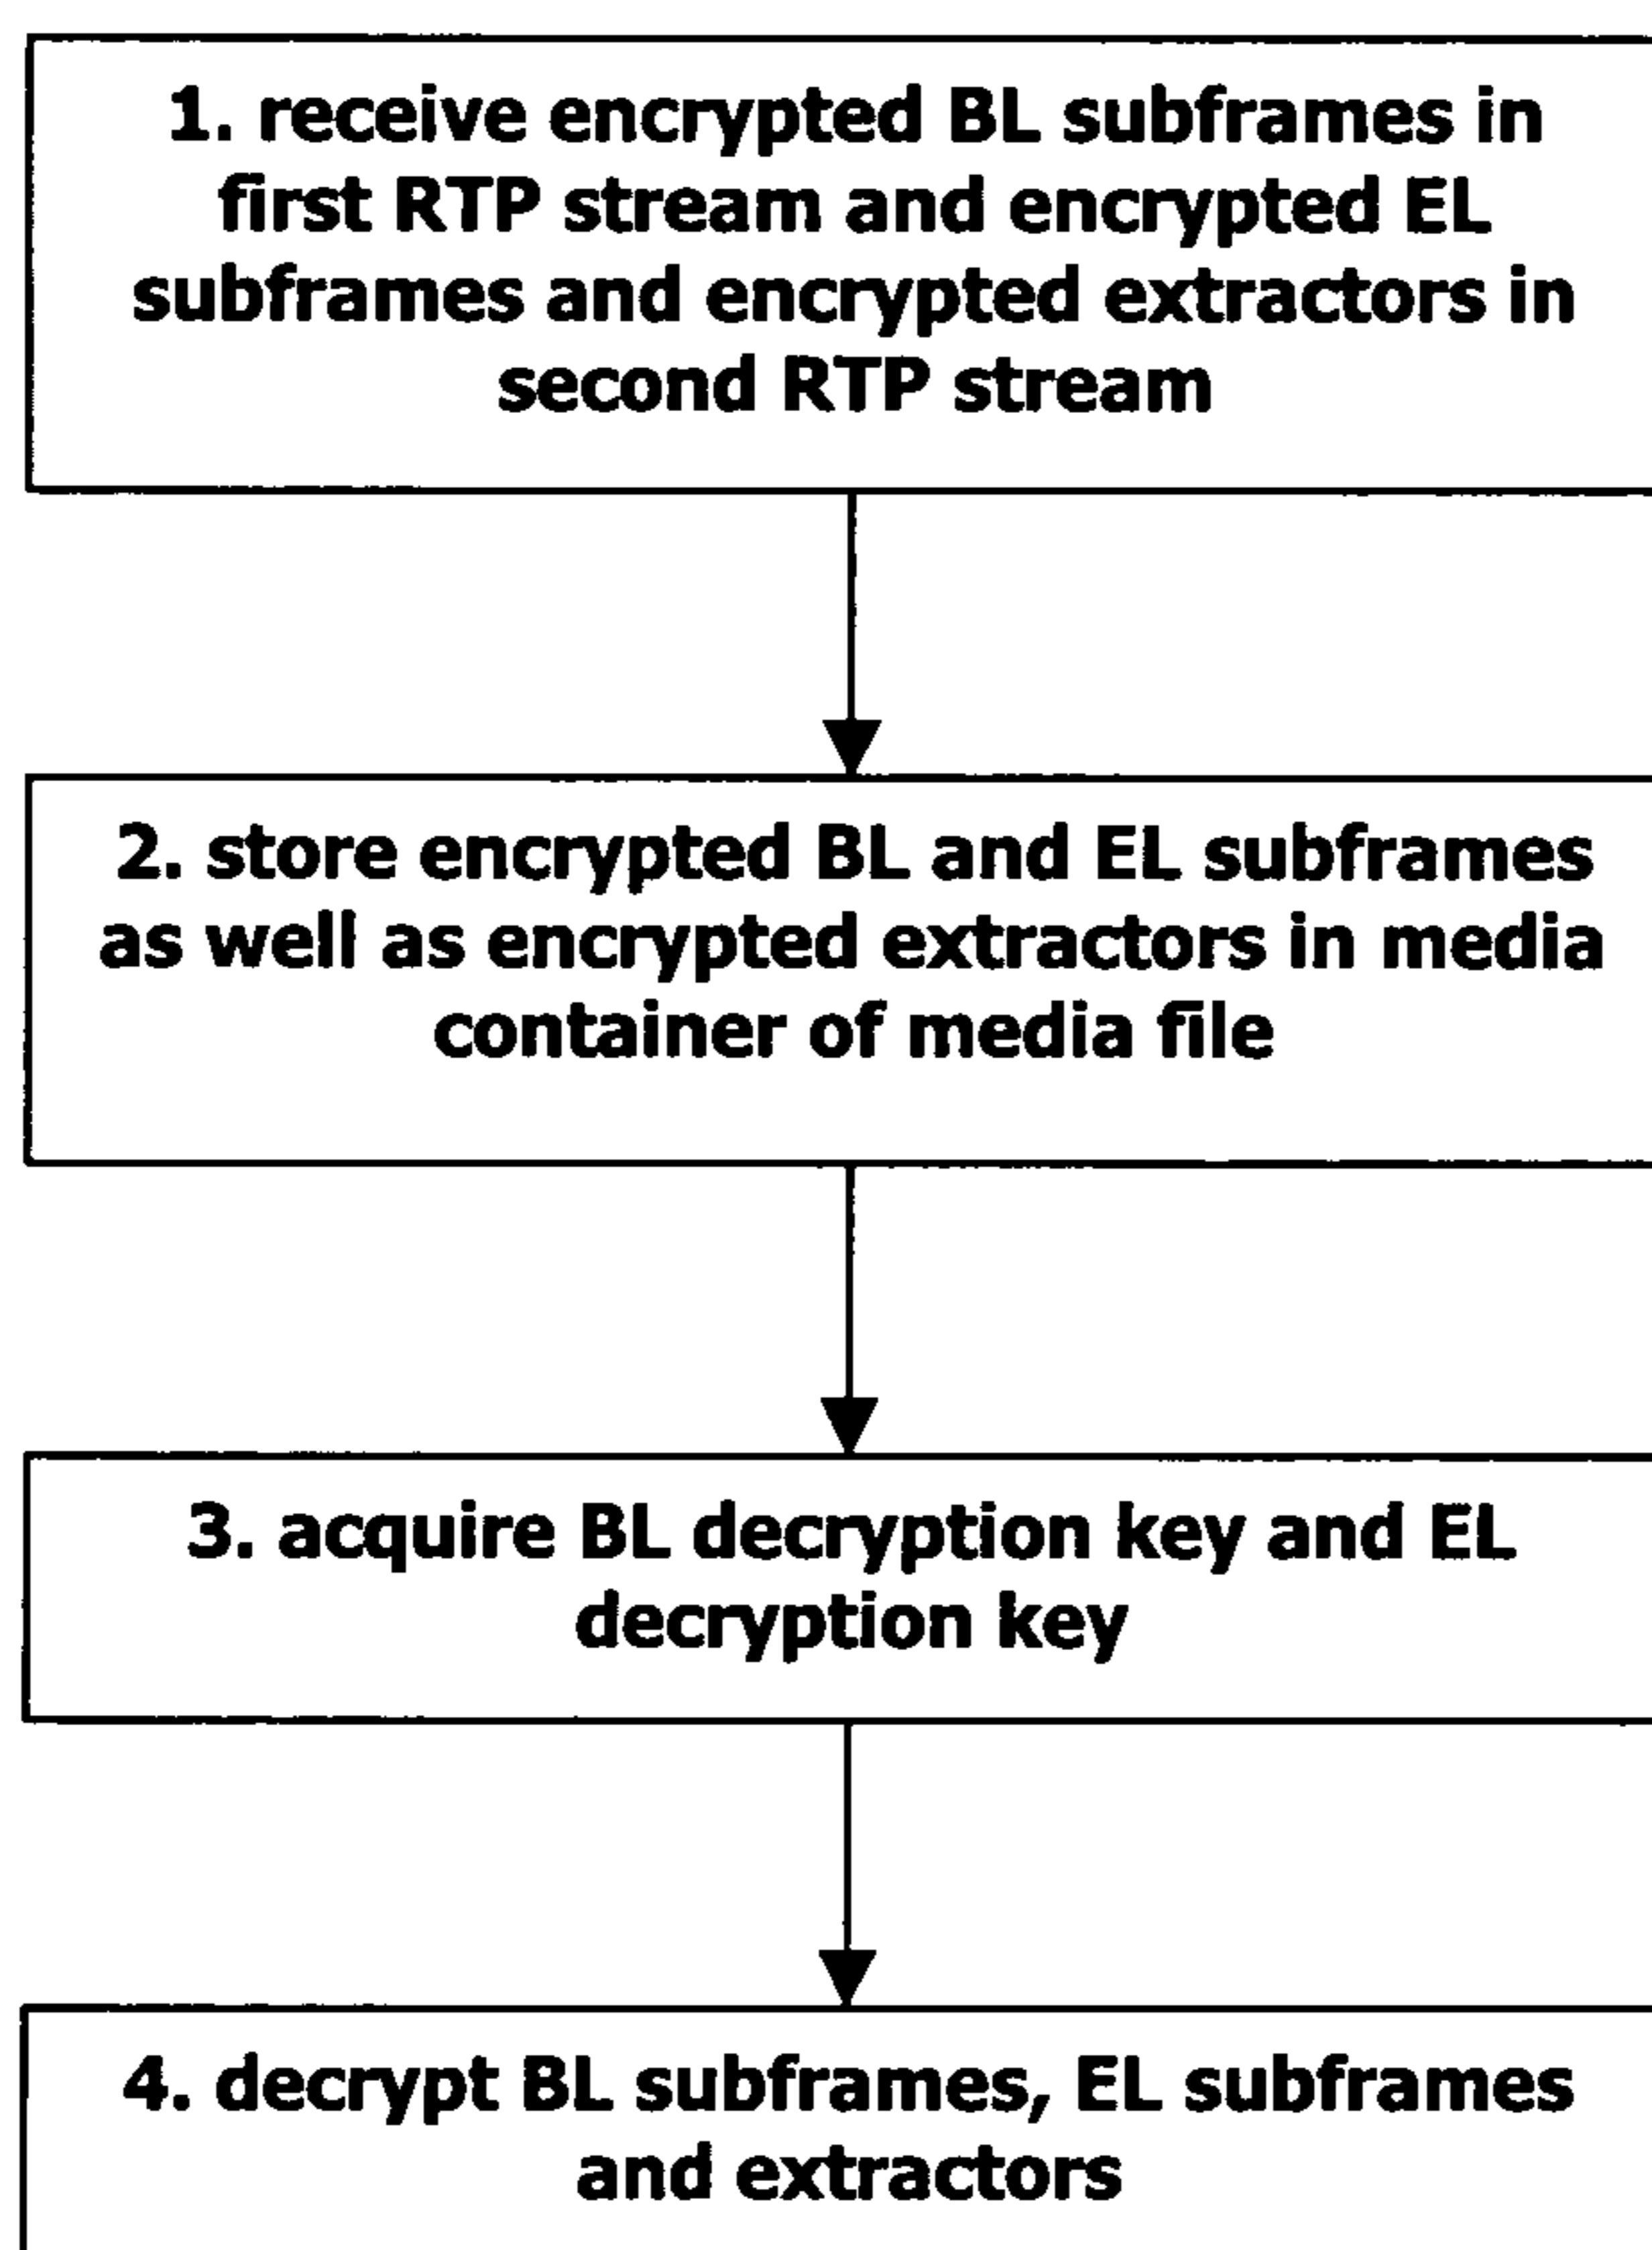 1. receive encrypted BL subframes in
first RTP stream and encrypted EL
subframes and encrypted extractors in
second RTP stream
2. store encrypted BL and EL subframes
as well as encrypted extractors in media
container of media file
3. acquire BL decryption key and EL
decryption key
4. decrypt BL subframes, EL subframes
and extractors